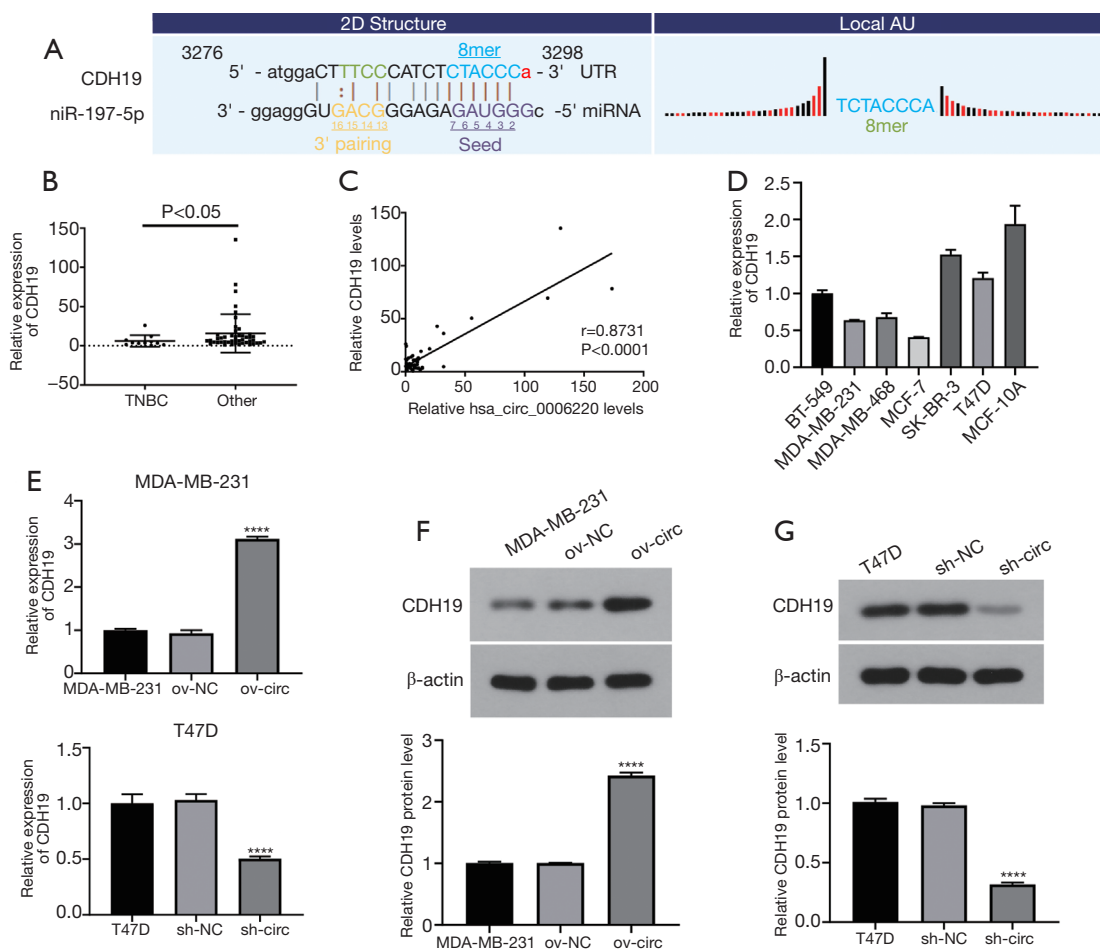 A
2D Structure
Local AU
3276
8mer
3298
CDH19
5' - atggaCTTTCCCATCTCTACCCa- 3' UTR
niR-197-5p
3' - ggaggGUGACGGGAGAGAUGGGc -5' miRNA
16 15 14 13
7 6 5 4 3 2
3' pairing
Seed
TCTACCCA
8mer
B
P<0.05
Relative expression
of CDH19
150
100
50
0
–50
TNBC
Other
C
Relative CDH19 levels
150
100
50
0
r=0.8731
P<0.0001
0
50
100
150
200
Relative hsa_circ_0006220 levels
D
Relative expression
of CDH19
2.5
2.0
1.5
1.0
0.5
0.0
BT-549
MDA-MB-231
MDA-MB-468
MCF-7
SK-BR-3
T47D
MCF-10A
E
MDA-MB-231
Relative expression
of CDH19
4
3
2
1
0
****
MDA-MB-231
ov-NC
ov-circ
T47D
Relative expression
of CDH19
1.5
1.0
0.5
0.0
****
T47D
sh-NC
sh-circ
F
MDA-MB-231
ov-NC
ov-circ
CDH19
β-actin
Relative CDH19 protein level
3
2
1
0
****
MDA-MB-231
ov-NC
ov-circ
G
T47D
sh-NC
sh-circ
CDH19
β-actin
Relative CDH19 protein level
1.5
1.0
0.5
0.0
****
T47D
sh-NC
sh-circ